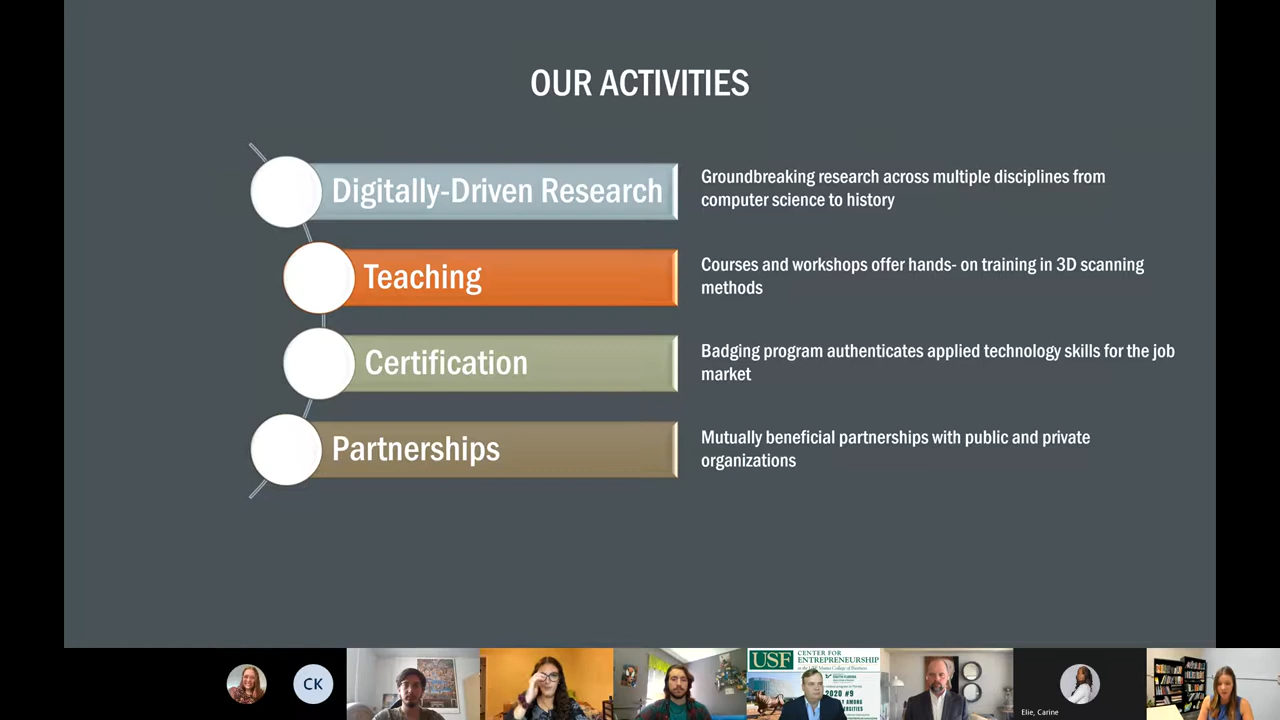 OUR ACTIVITIES
Digitally-Driven Research
Groundbreaking research across multiple disciplines from
computer science to history
Teaching
Courses and workshops offer hands- on training in 3D scanning
methods
Certification
Badging program authenticates applied technology skills for the job
market
Partnerships
Mutually beneficial partnerships with public and private
organizations
CK
USF
CENTER FOR
ENTREPRENEURSHIP
2020 #9
AMONG
Elie, Carine